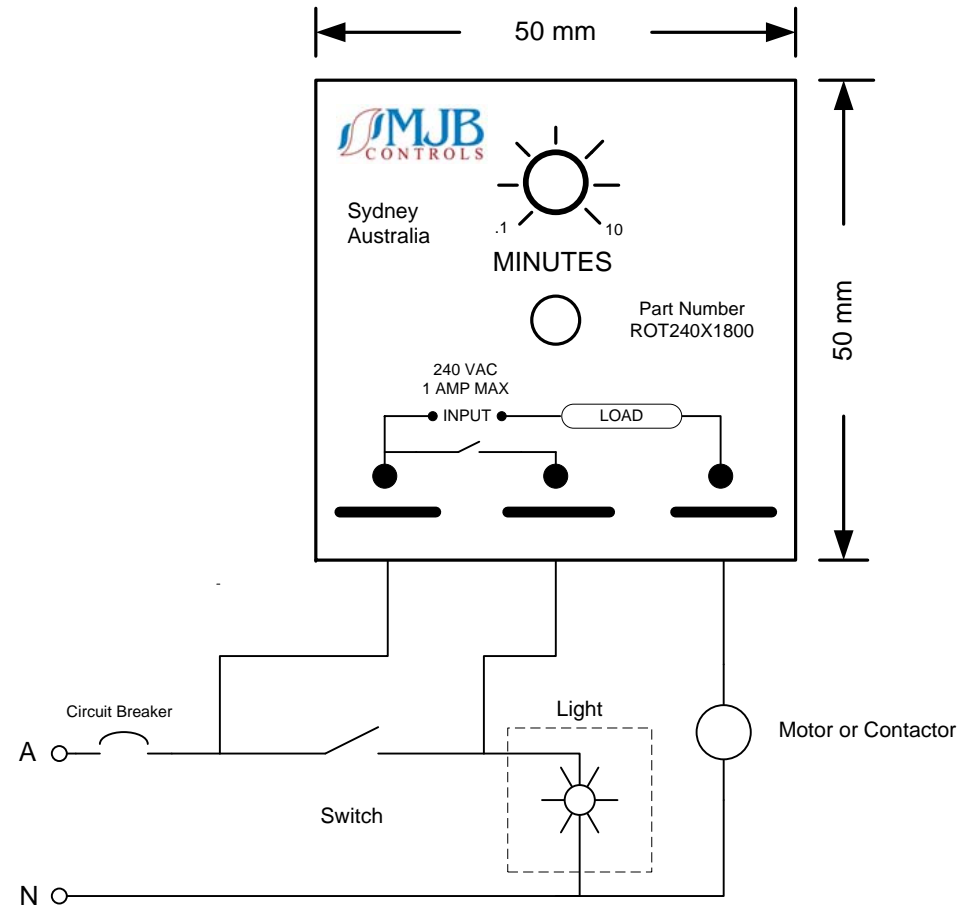 50 mm
MJB
CONTROLS
Sydney
Australia
.1
10
MINUTES
50 mm
Part Number
ROT240X1800
240 VAC
1 AMP MAX
INPUT
LOAD
Circuit Breaker
Light
A
Motor or Contactor
Switch
N